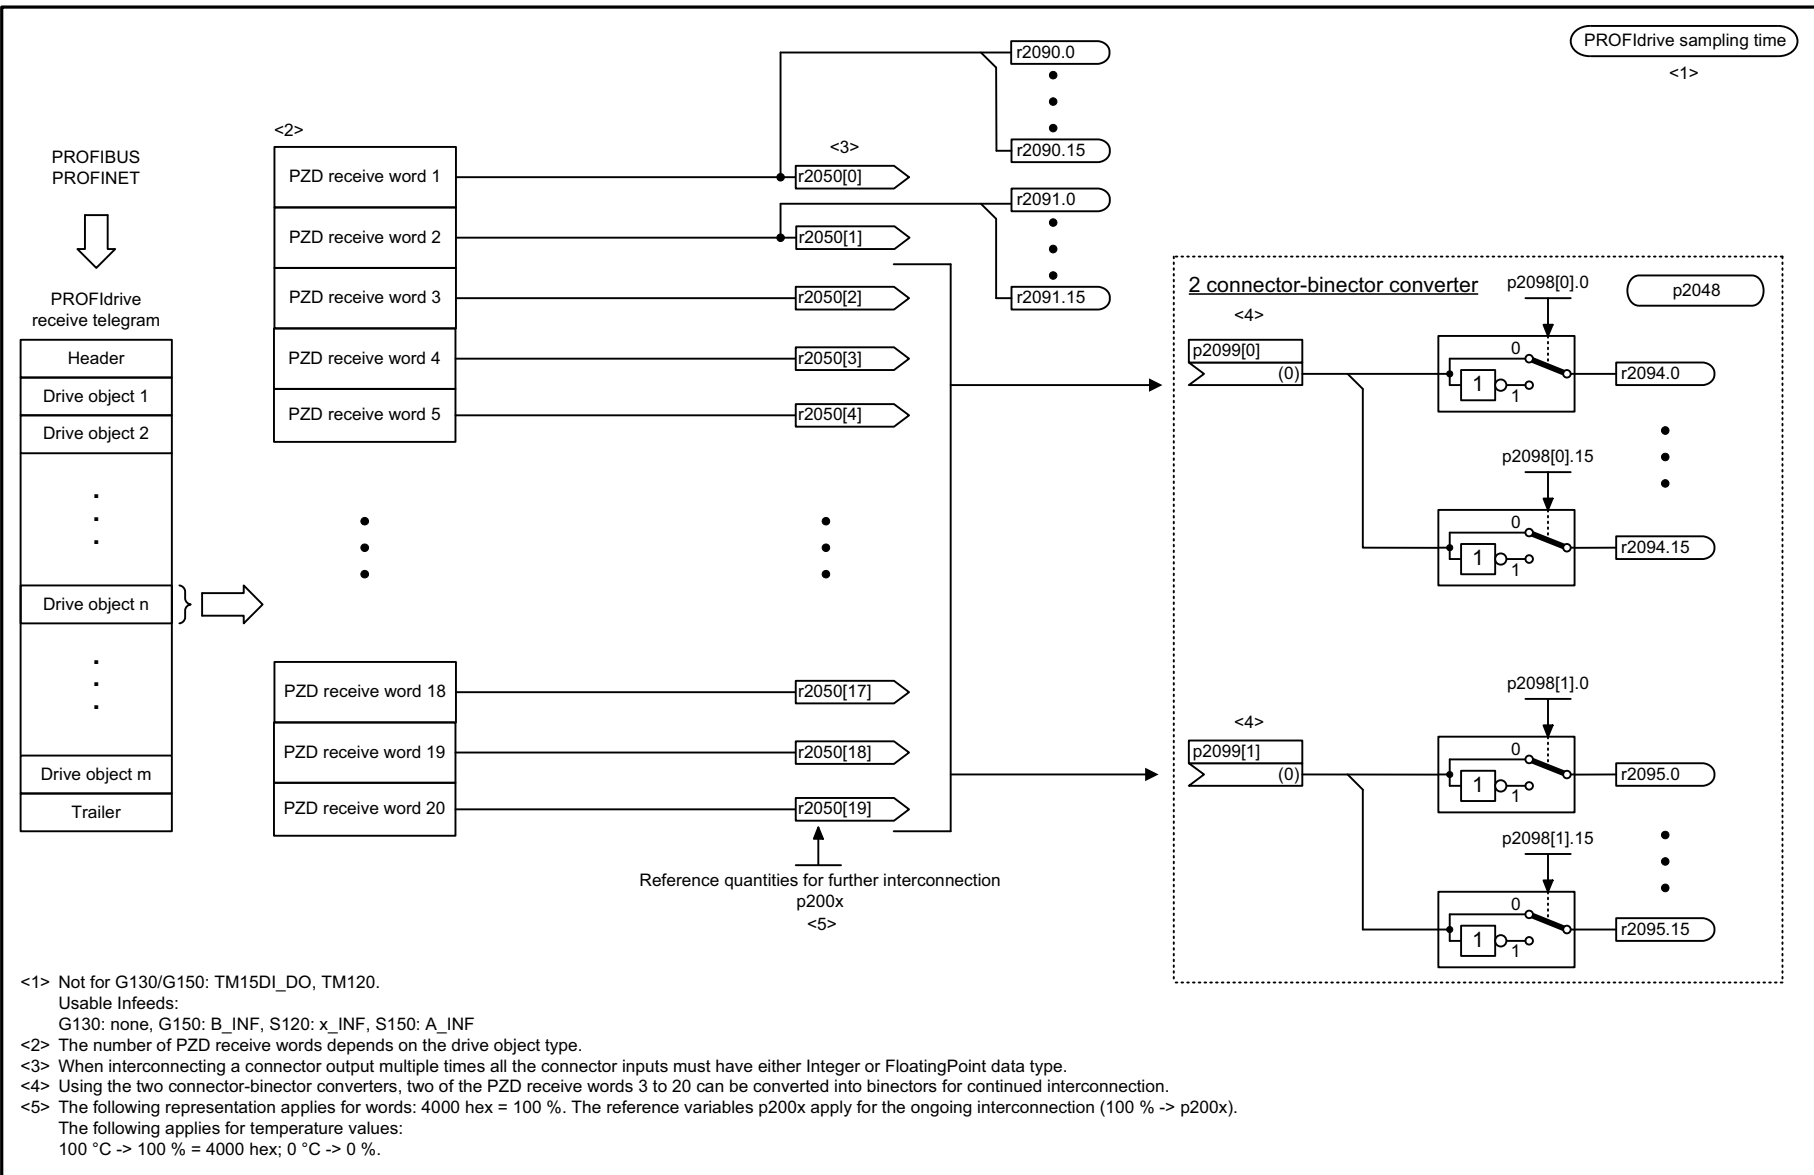 PROFIdrive sampling time
<1>
PROFIBUS
PROFINET
PROFIdrive
receive telegram
Header
Drive object 1
Drive object 2
Drive object n
Drive object m
Trailer
<2>
PZD receive word 1
PZD receive word 2
PZD receive word 3
PZD receive word 4
PZD receive word 5
PZD receive word 18
PZD receive word 19
PZD receive word 20
<3>
r2050[0]
r2050[1]
r2050[2]
r2050[3]
r2050[4]
r2050[17]
r2050[18]
r2050[19]
Reference quantities for further interconnection
p200x
<5>
r2090.0
r2090.15
r2091.0
r2091.15
2 connector-binector converter
p2048
<4>
p2099[0]
(0)
p2098[0].0
0
1
1
r2094.0
p2098[0].15
0
1
1
r2094.15
<4>
p2099[1]
(0)
p2098[1].0
0
1
1
r2095.0
p2098[1].15
0
1
1
r2095.15
<1> Not for G130/G150: TM15DI_DO, TM120.
Usable Infeeds:
G130: none, G150: B_INF, S120: x_INF, S150: A_INF
<2> The number of PZD receive words depends on the drive object type.
<3> When interconnecting a connector output multiple times all the connector inputs must have either Integer or FloatingPoint data type.
<4> Using the two connector-binector converters, two of the PZD receive words 3 to 20 can be converted into binectors for continued interconnection.
<5> The following representation applies for words: 4000 hex = 100 %. The reference variables p200x apply for the ongoing interconnection (100 % -> p200x).
The following applies for temperature values:
100 °C -> 100 % = 4000 hex; 0 °C -> 0 %.